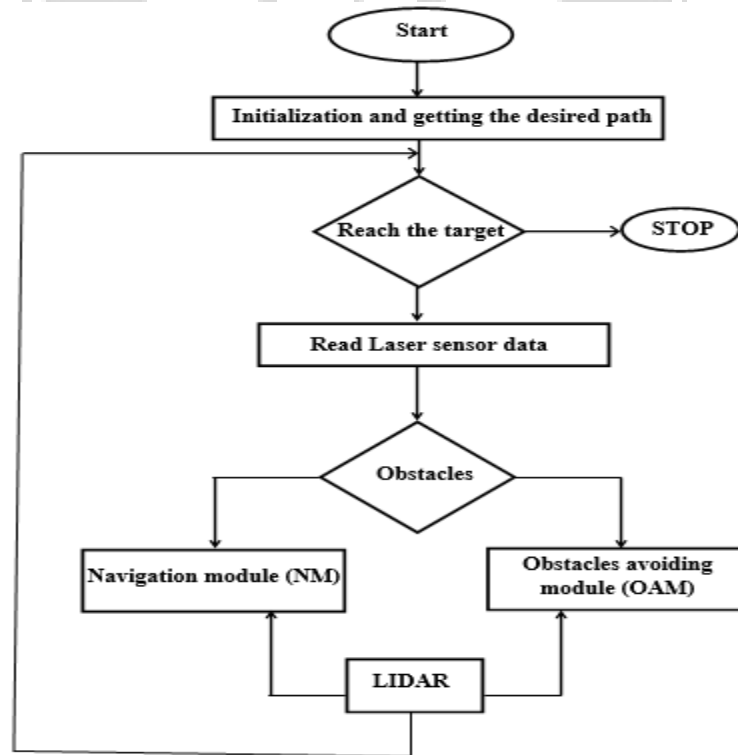 Start
Initialization and getting the desired path
Reach the target
STOP
Read Laser sensor data
Obstacles
Navigation module (NM)
Obstacles avoiding
module (OAM)
LIDAR